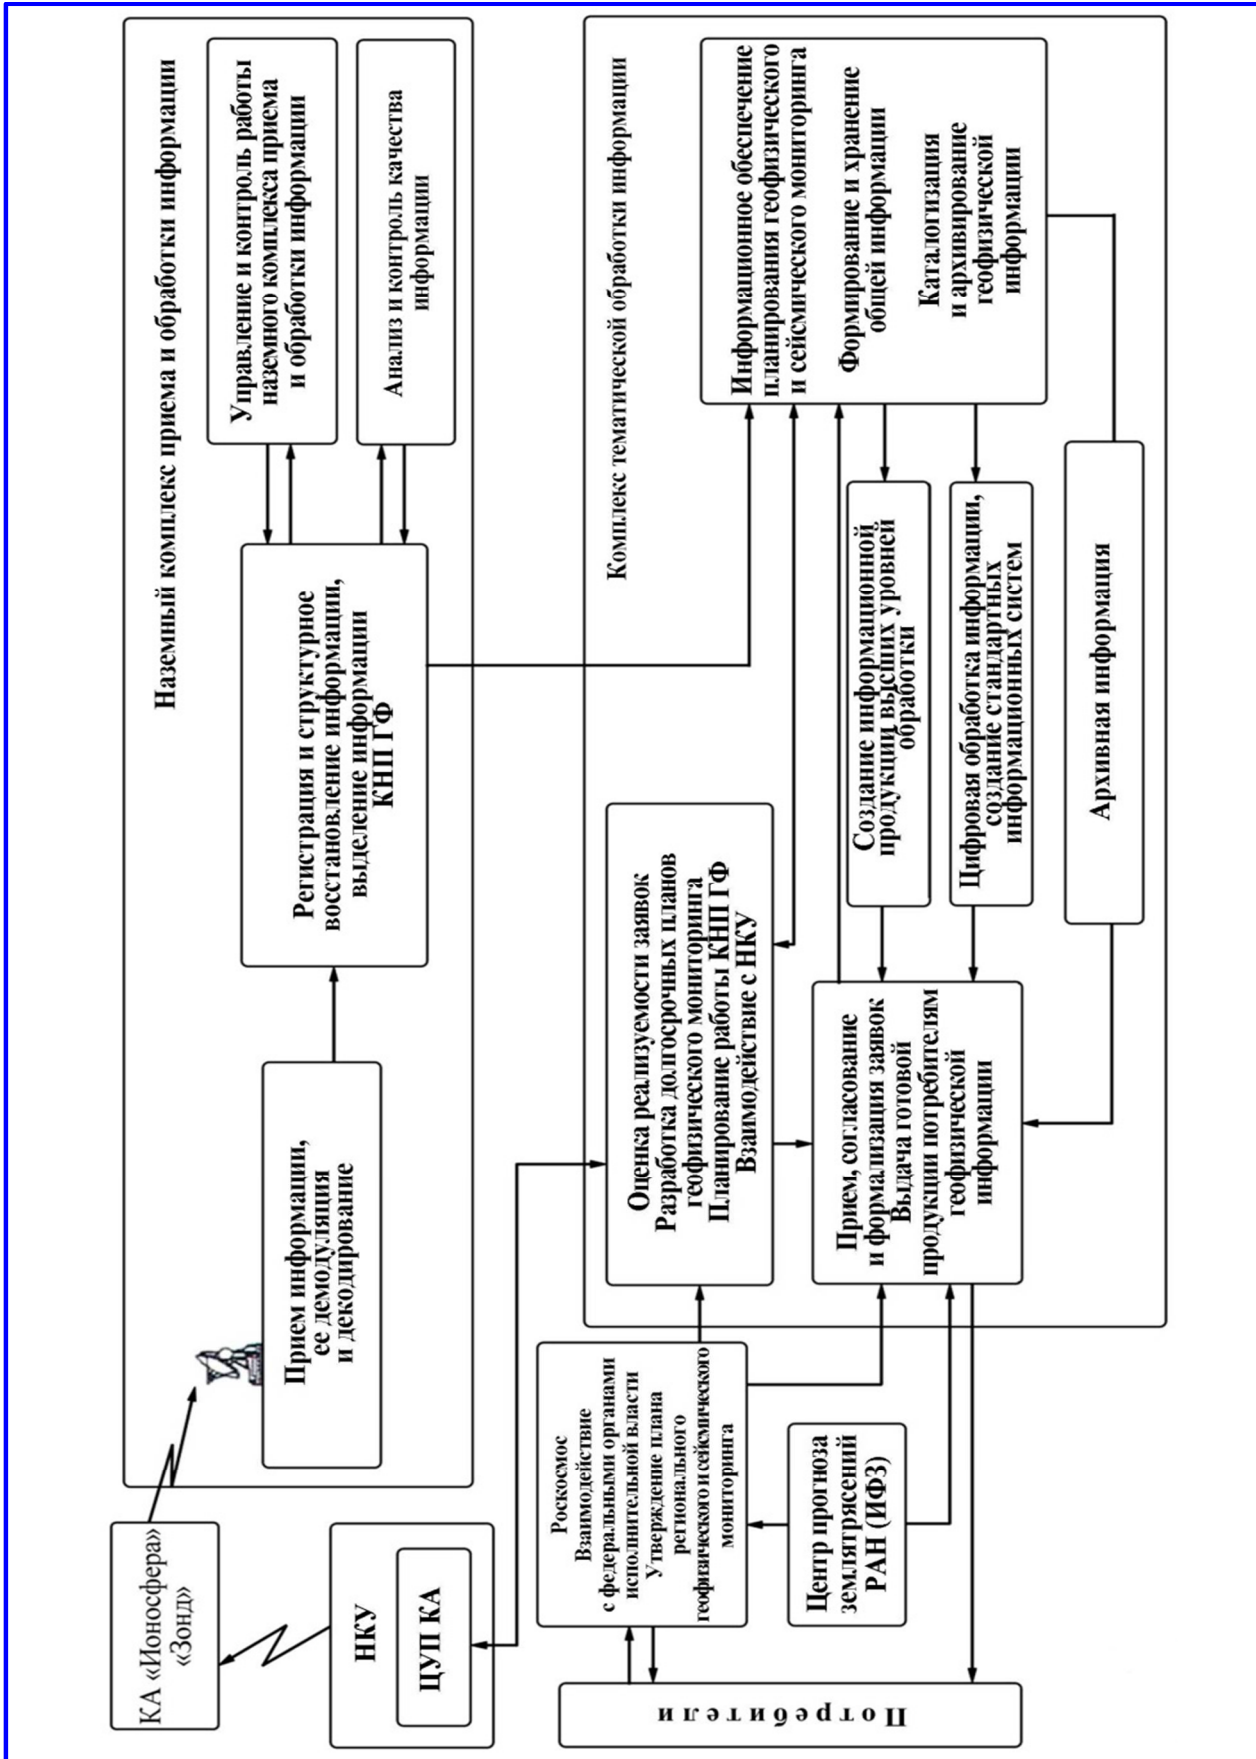 Наземный комплекс приема и обработки информации
КА «Ионосфера»
«Зонд»
Прием информации,
ее демодуляция
и декодирование
Регистрация и структурное
восстановление информации,
выделение информации
КНП ГФ
Управление и контроль работы
наземного комплекса приема
и обработки информации
Анализ и контроль качества
информации
НКУ
ЦУП КА
Комплекс тематической обработки информации
Роскосмос
Взаимодействие
с федеральными органами
исполнительной власти
Утверждение плана
регионального
геофизического и сейсмического
мониторинга
Оценка реализуемости заявок
Разработка долгосрочных планов
геофизического мониторинга
Планирование работы КНП ГФ
Взаимодействие с НКУ
Информационное обеспечение
планирования геофизического
и сейсмического мониторинга
Формирование и хранение
общей информации
Каталогизация
и архивирование
геофизической
информации
Потребители
Центр прогноза
землятрясений
РАН (ИФЗ)
Прием, согласование
и формализация заявок
Выдача готовой
продукции потребителям
геофизической
информации
Создание информационной
продукции высших уровней
обработки
Цифровая обработка информации,
создание стандартных
информационных систем
Архивная информация